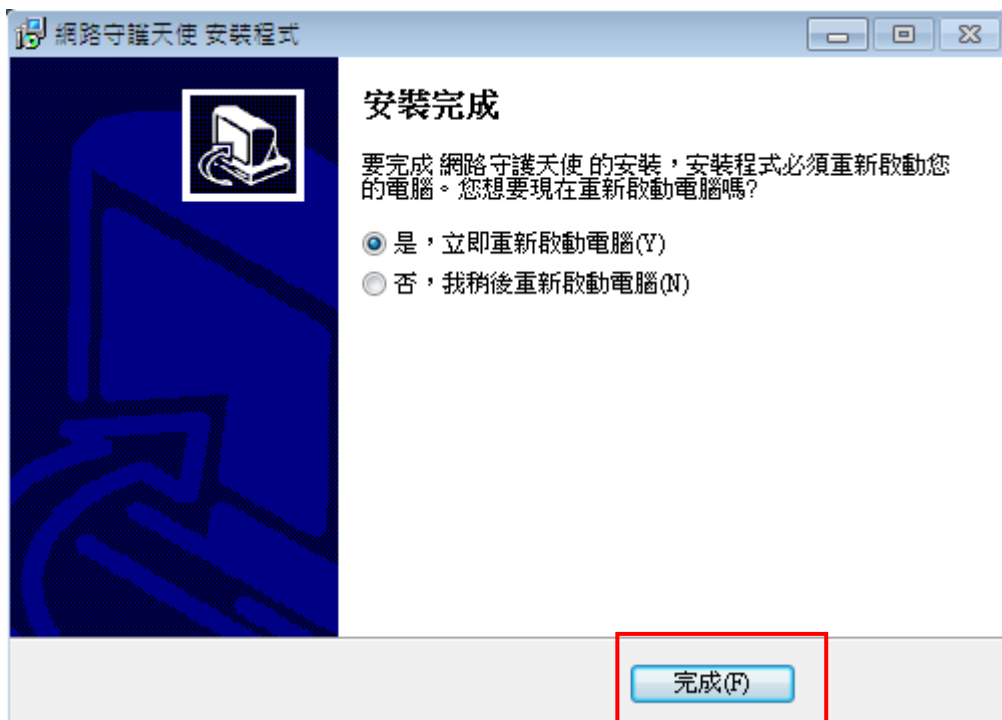 網路守護天使 安裝程式
安裝完成
要完成 網路守護天使 的安裝，安裝程式必須重新啟動您
的電腦。您想要現在重新啟動電腦嗎?
是，立即重新啟動電腦(Y)
否，我稍後重新啟動電腦(N)
完成(F)